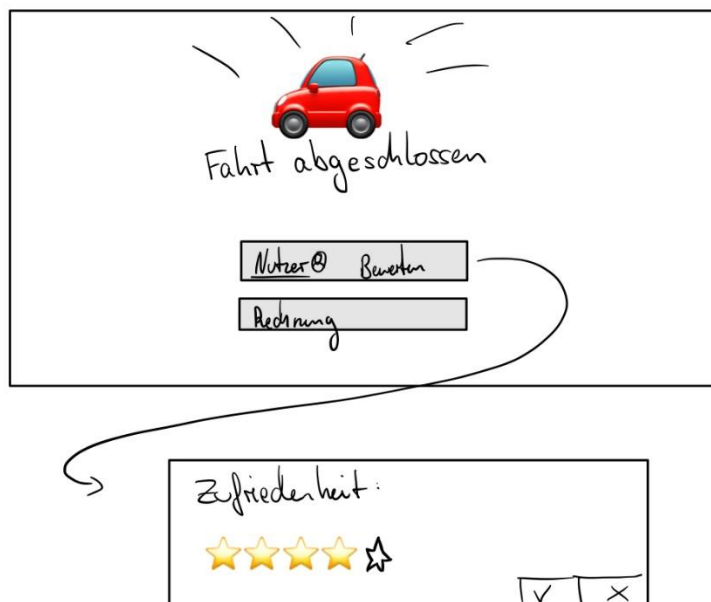 Fahrt abgeschlossen
Nutzer Bewerten
Rechnung
Zufriedenheit: